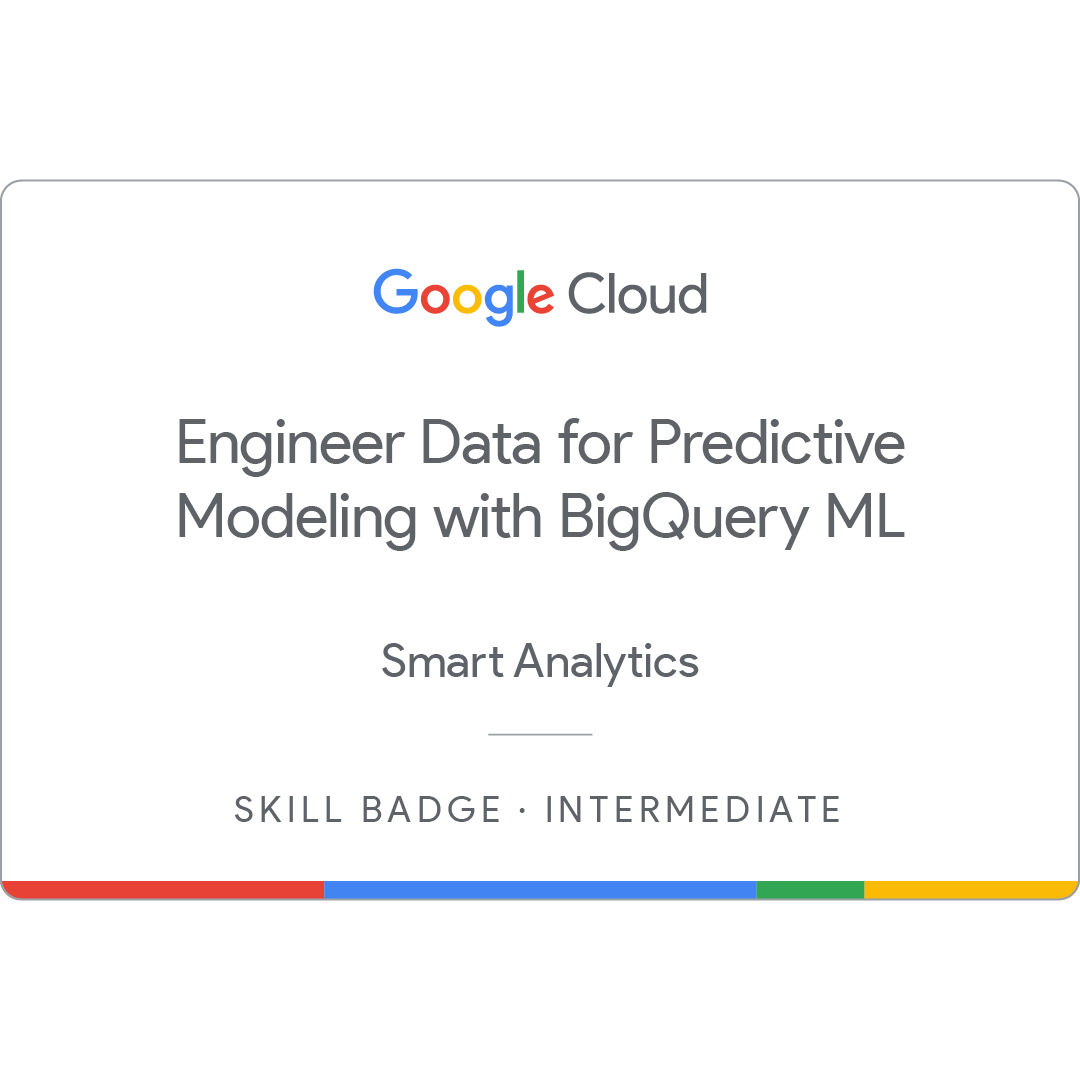 Google Cloud
Engineer Data for Predictive
Modeling with BigQuery ML
Smart Analytics
SKILL BADGE · INTERMEDIATE